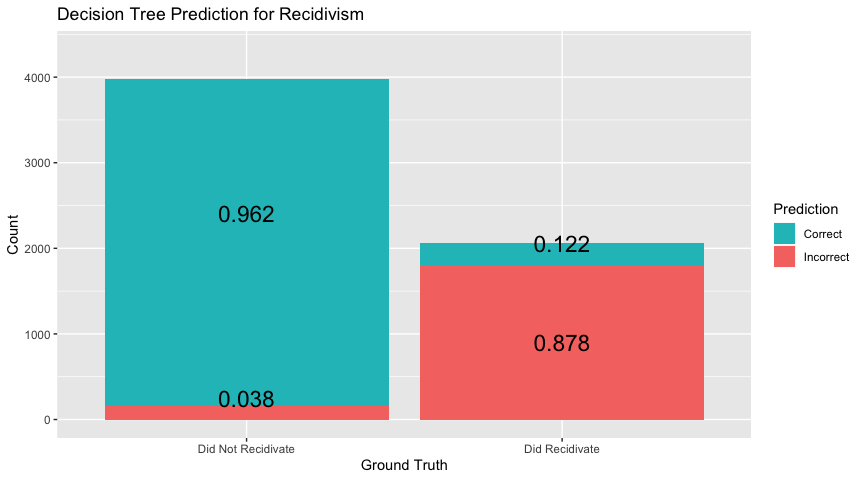 Decision Tree Prediction for Recidivism
4000
3000
2000
1000
0
Count
0.962
0.038
0.122
0.878
Did Not Recidivate
Did Recidivate
Ground Truth
Prediction
Correct
Incorrect